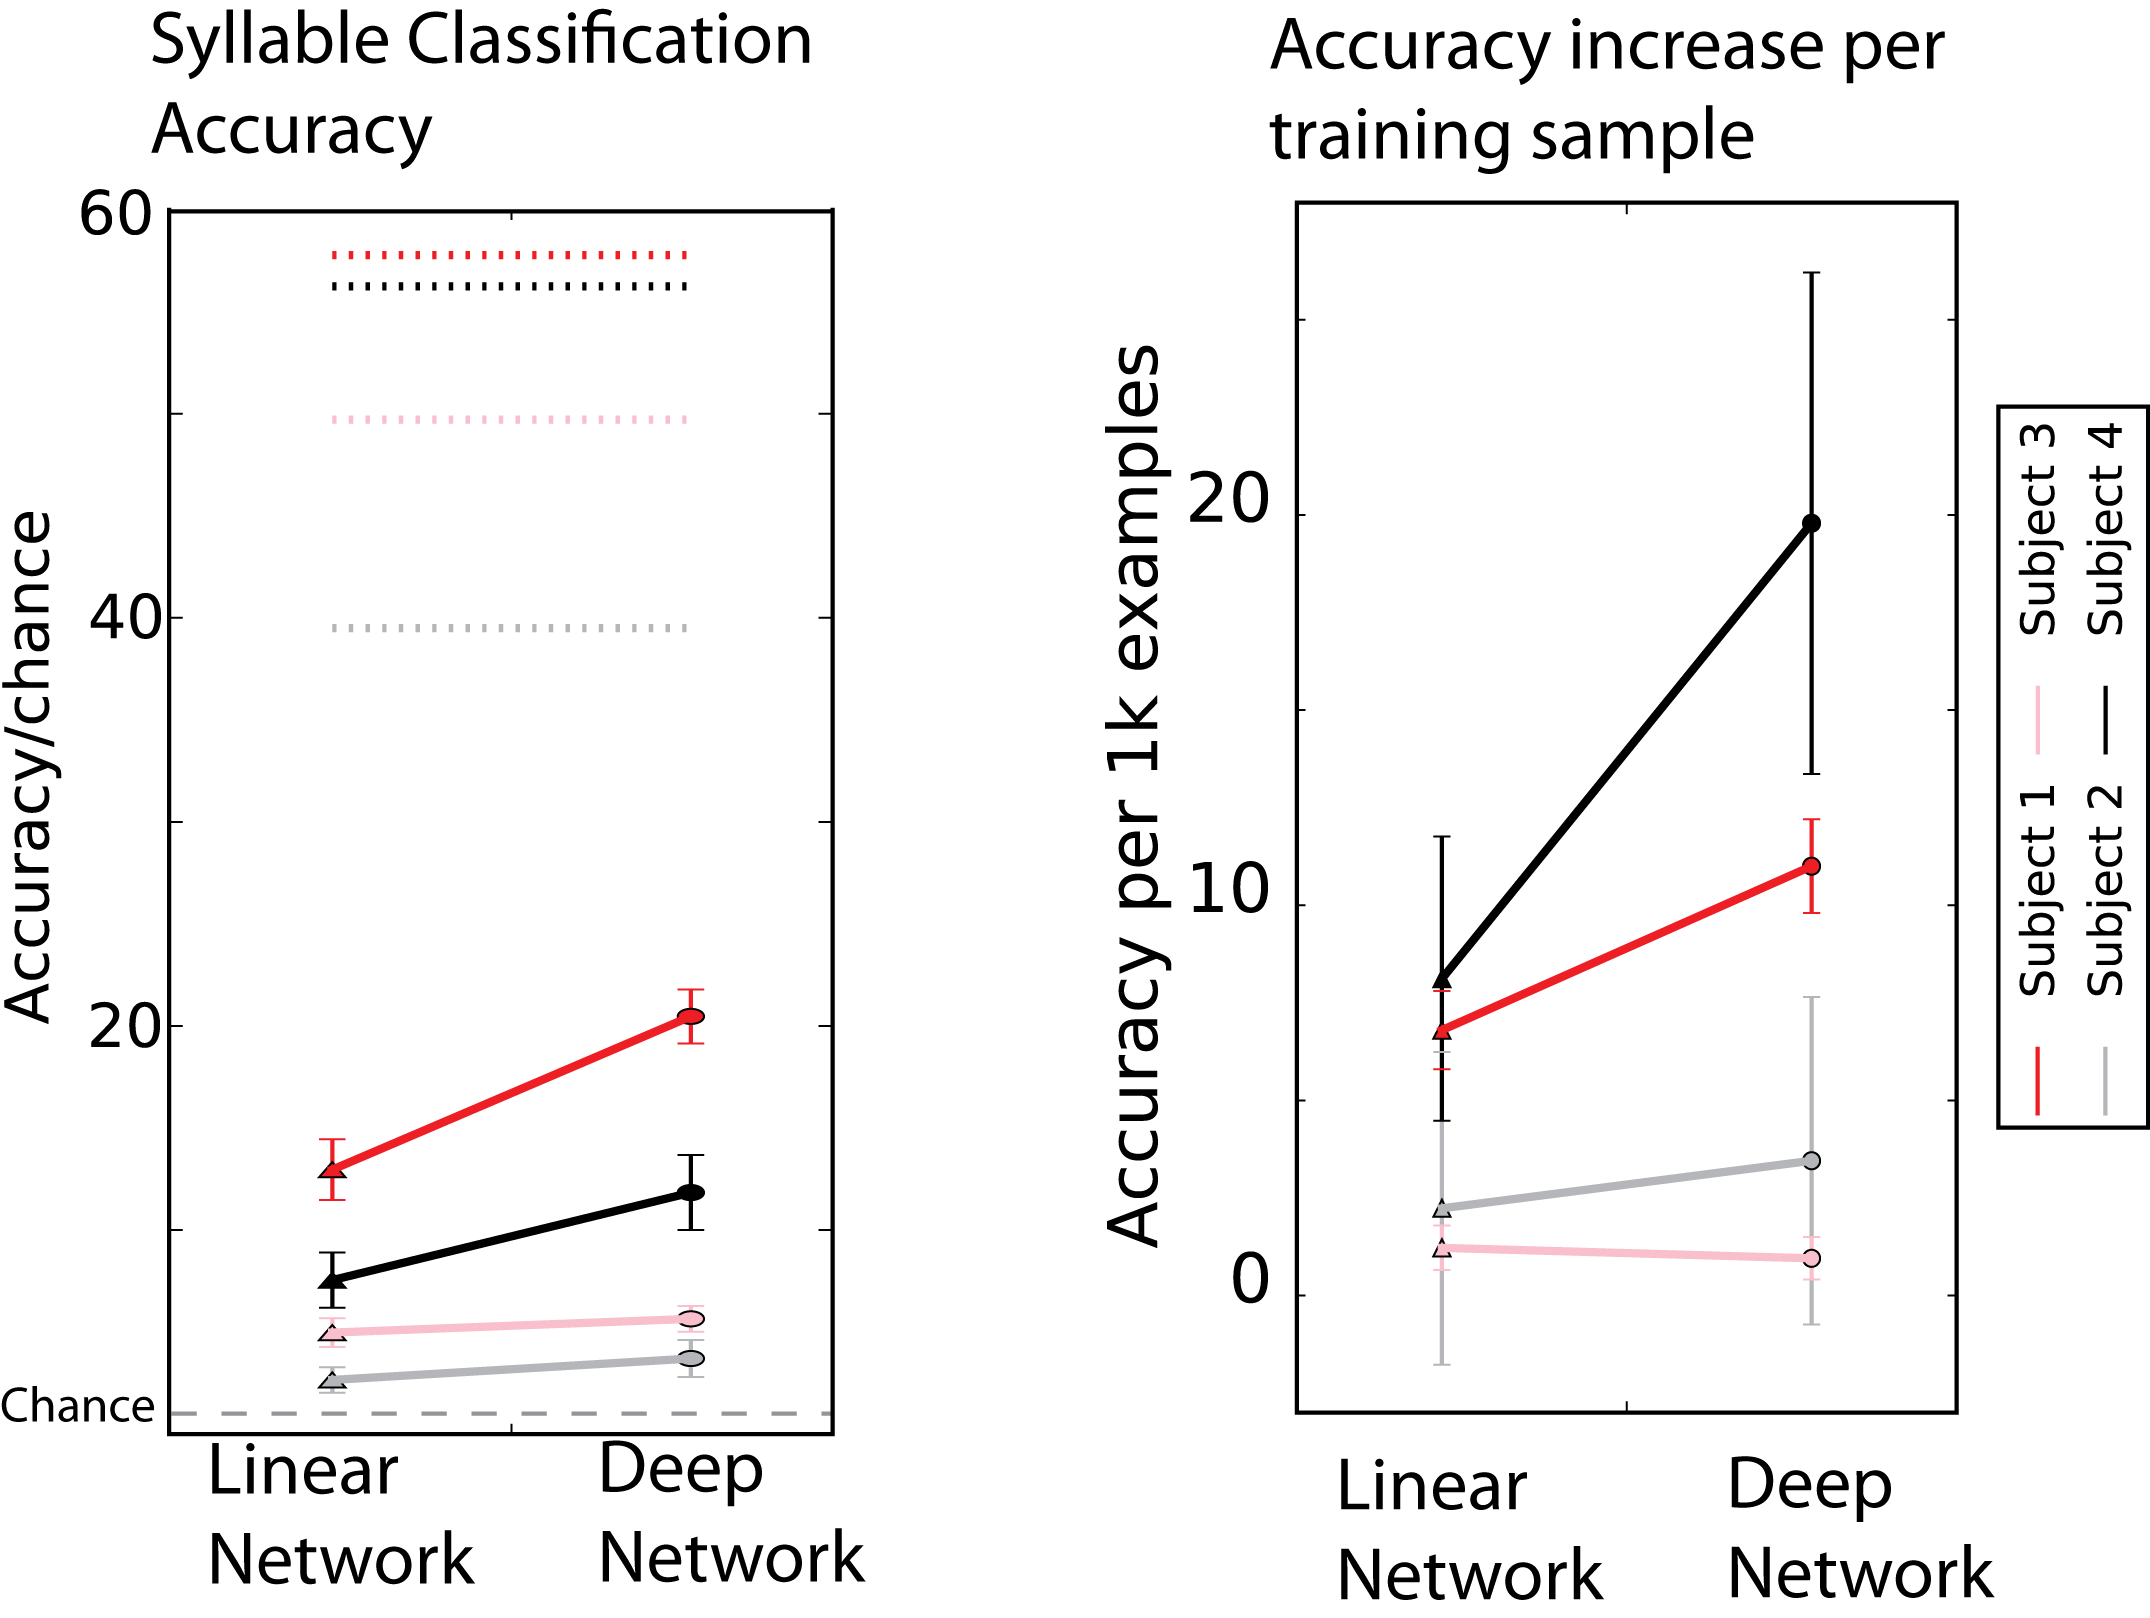 Syllable Classification
Accuracy
60
40
20
Chance
Accuracy/chance
Linear
Network
Deep
Network
Accuracy increase per
training sample
20
10
0
Accuracy per 1k examples
Linear
Network
Deep
Network
Subject 1
Subject 3
Subject 2
Subject 4